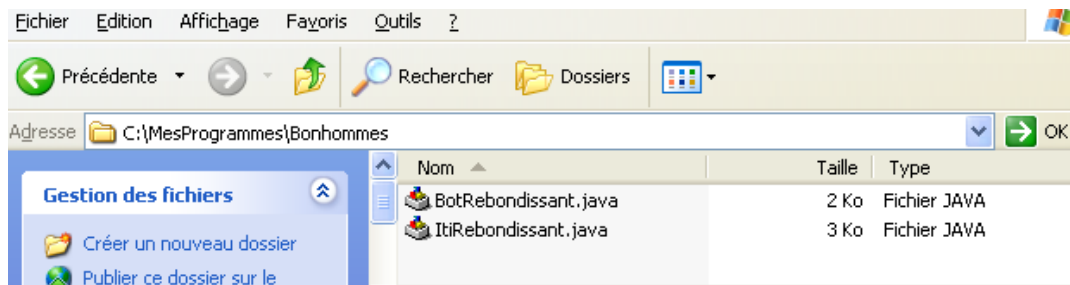 Fichier Edition Affichage Favoris Outils ?
Précédente Rechercher Dossiers
Adresse C:\MesProgrammes\Bonhommes OK
Nom Taille Type
Gestion des fichiers
BotRebondissant.java 2 Ko Fichier JAVA
ItiRebondissant.java 3 Ko Fichier JAVA
Créer un nouveau dossier
Publier ce dossier sur le